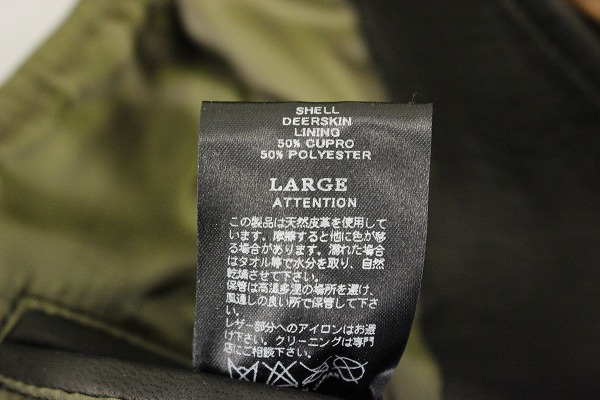 SHELL
DEERSKIN
LINING
50% CUPRO
50% POLYESTER
LARGE
ATTENTION
この製品は天然皮革を使用して
います。摩擦すると他に色が移
る場合があります。濡れた場合
はタオル等で水分を取り、自然
乾燥させて下さい。
保管は高温多湿の場所を避け、
風通しの良い所で保管して下さ
い。
レザー部分へのアイロンはお避
け下さい。クリーニングは専門
店にご相談下さい。